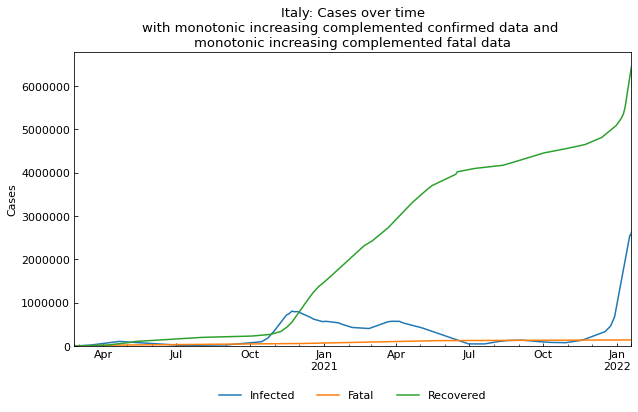 Italy: Cases over time
with monotonic increasing complemented confirmed data and
monotonic increasing complemented fatal data
6000000
5000000
4000000
3000000
2000000
1000000
0
Cases
Apr Jul Oct Jan Apr Jul Oct Jan
2021 2022
Infected Fatal Recovered